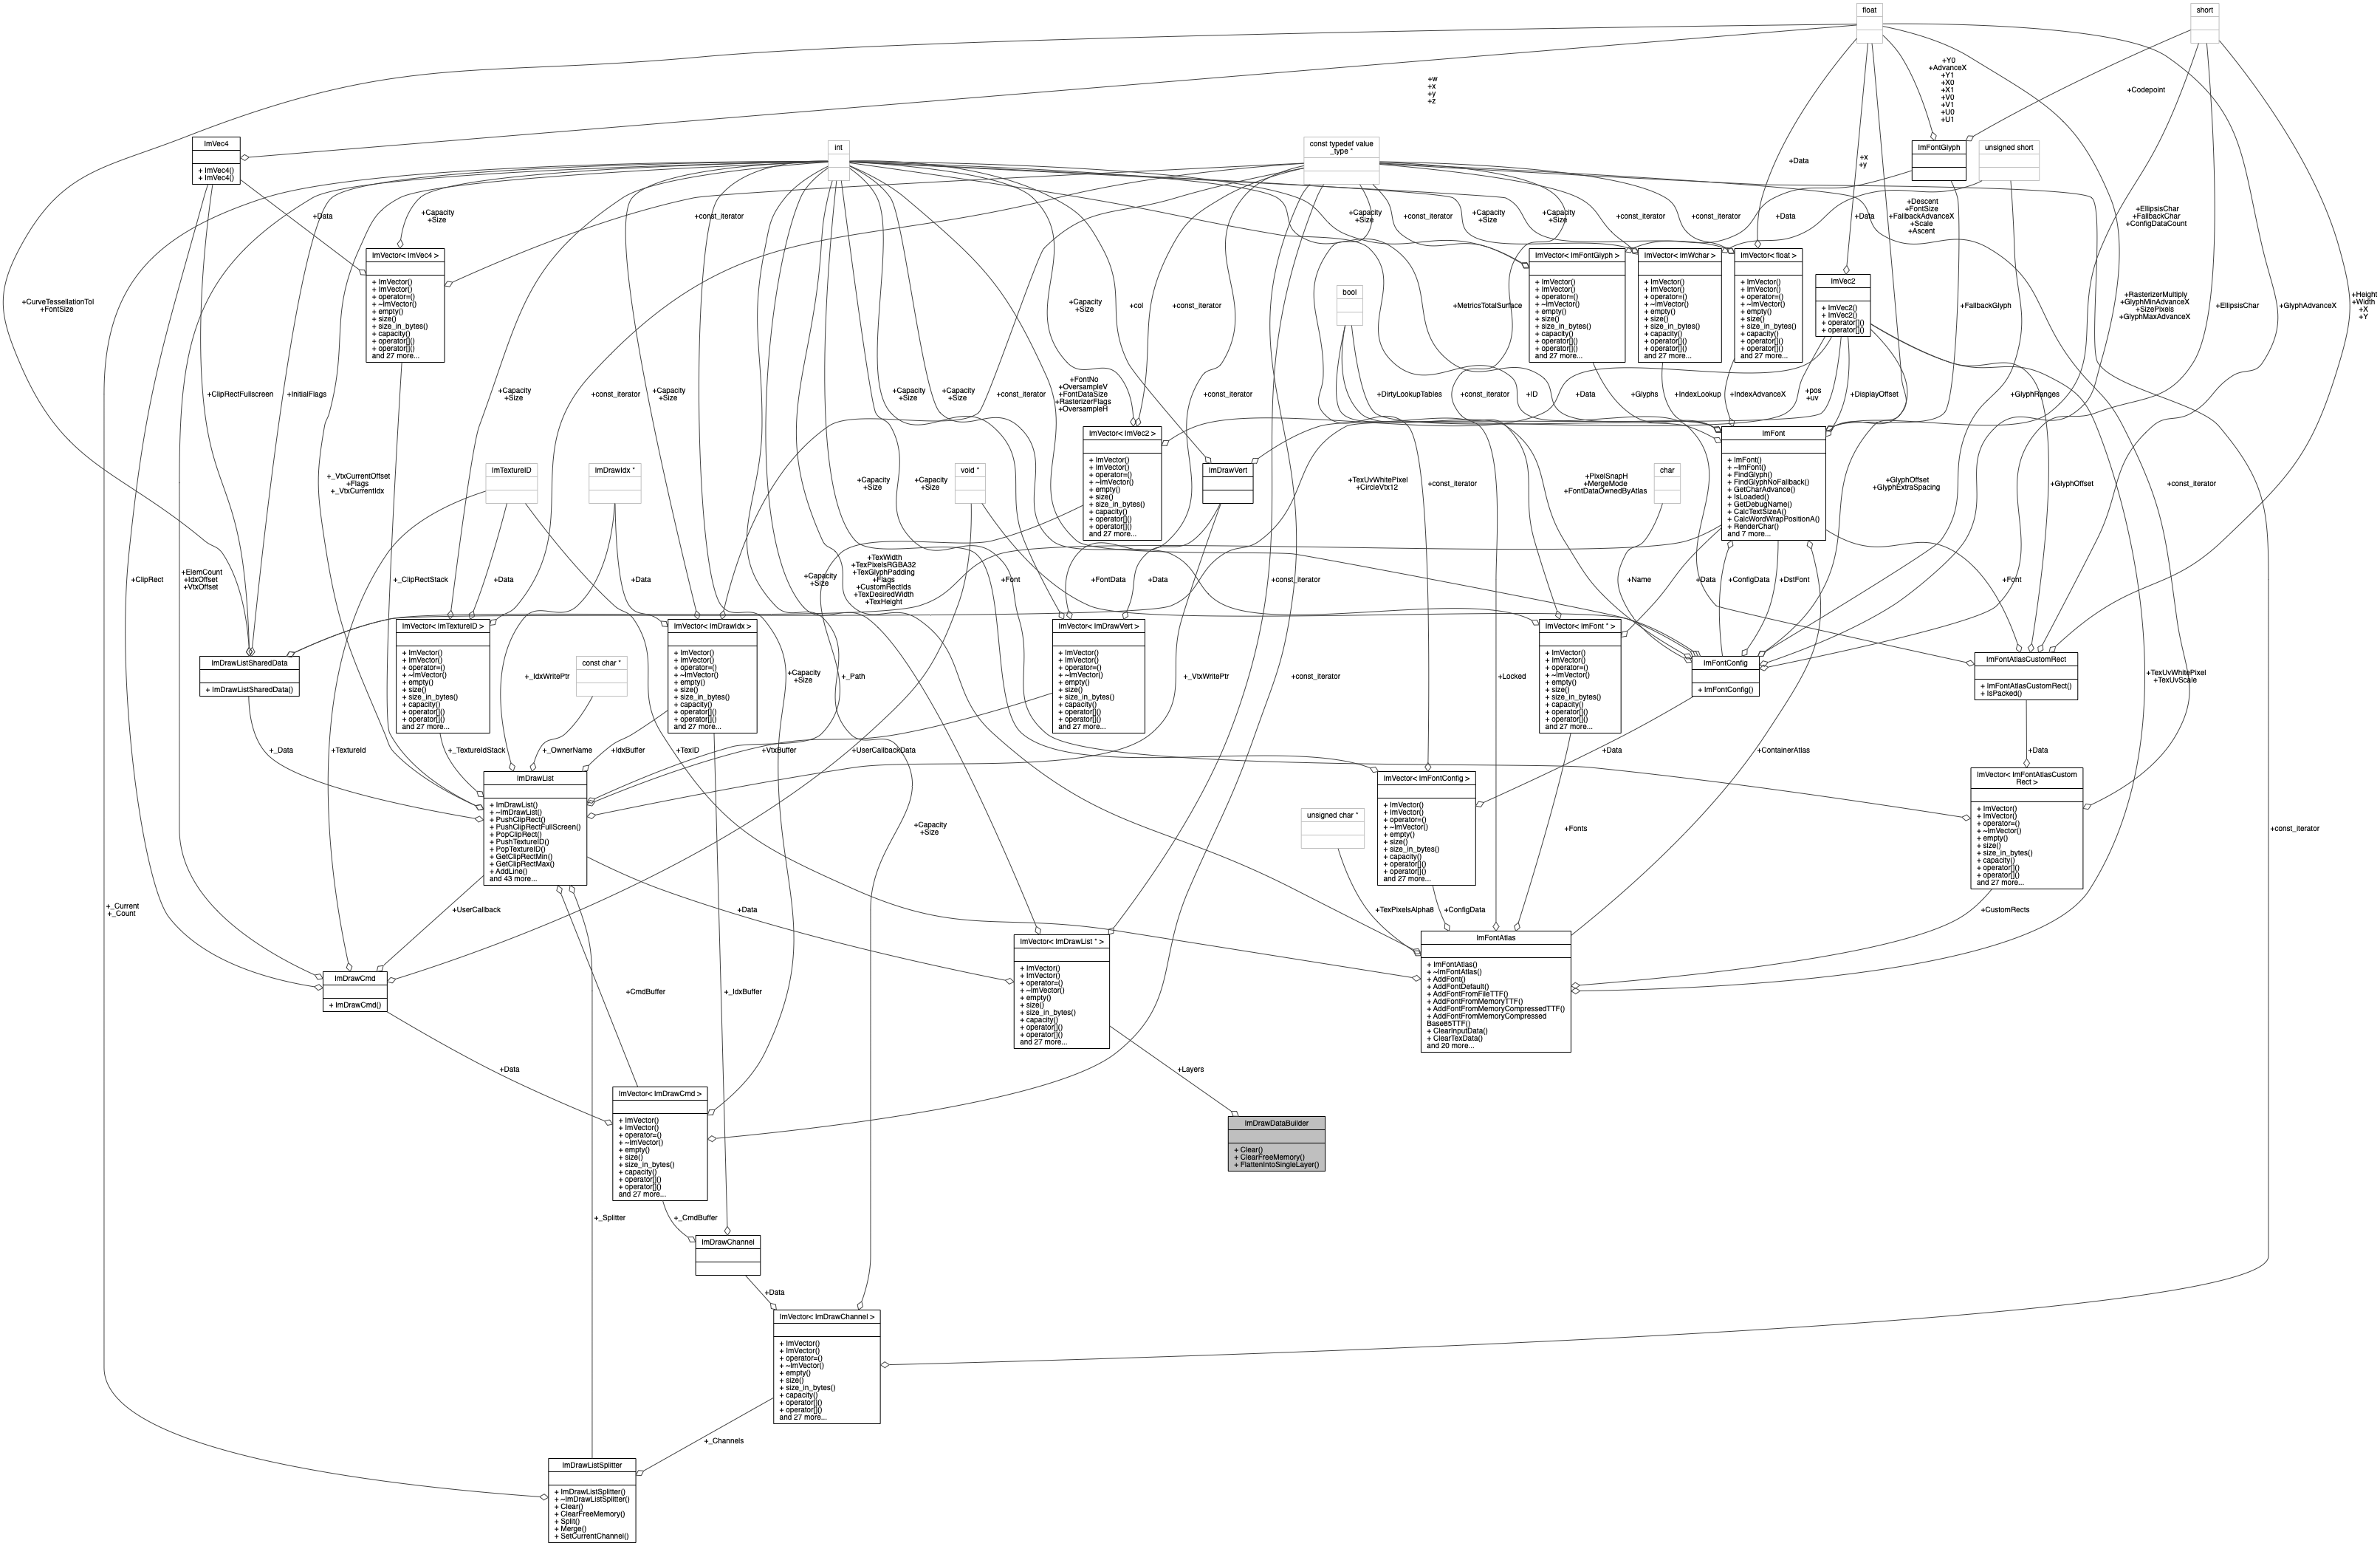 float
short
+Y0
+AdvanceX
+Y1
+X0
+X1
+V0
+V1
+U0
+U1
+w
+x
+y
+z
+Codepoint
ImVec4
+ ImVec4()
+ ImVec4()
int
const typedef value
_type *
ImFontGlyph
unsigned short
+Data
+x
+y
+Data
+Capacity
+Size
+const_iterator
+Capacity
+Size
+const_iterator
+Capacity
+Size
+Capacity
+Size
+const_iterator
+const_iterator
+Data
+Data
+Descent
+FontSize
+FallbackAdvanceX
+Scale
+Ascent
+EllipsisChar
+FallbackChar
+ConfigDataCount
ImVector< ImVec4 >
+ ImVector()
+ ImVector()
+ operator=()
+ ~ImVector()
+ empty()
+ size()
+ size_in_bytes()
+ capacity()
+ operator[]()
+ operator[]()
and 27 more...
ImVector< ImFontGlyph >
+ ImVector()
+ ImVector()
+ operator=()
+ ~ImVector()
+ empty()
+ size()
+ size_in_bytes()
+ capacity()
+ operator[]()
+ operator[]()
and 27 more...
ImVector< ImWchar >
+ ImVector()
+ ImVector()
+ operator=()
+ ~ImVector()
+ empty()
+ size()
+ size_in_bytes()
+ capacity()
+ operator[]()
+ operator[]()
and 27 more...
ImVector< float >
+ ImVector()
+ ImVector()
+ operator=()
+ ~ImVector()
+ empty()
+ size()
+ size_in_bytes()
+ capacity()
+ operator[]()
+ operator[]()
and 27 more...
ImVec2
+ ImVec2()
+ ImVec2()
+ operator[]()
+ operator[]()
bool
+CurveTessellationTol
+FontSize
+Capacity
+Size
+col
+const_iterator
+MetricsTotalSurface
+FallbackGlyph
+RasterizerMultiply
+GlyphMinAdvanceX
+SizePixels
+GlyphMaxAdvanceX
+EllipsisChar
+GlyphAdvanceX
+Height
+Width
+X
+Y
+ClipRectFullscreen
+InitialFlags
+Capacity
+Size
+const_iterator
+Capacity
+Size
+FontNo
+OversampleV
+FontDataSize
+RasterizerFlags
+OversampleH
+Capacity
+Size
+Capacity
+Size
+const_iterator
+const_iterator
+DirtyLookupTables
+const_iterator
+ID
+Data
+Glyphs
+IndexLookup
+IndexAdvanceX
+pos
+uv
+DisplayOffset
+GlyphRanges
ImVector< ImVec2 >
+ ImVector()
+ ImVector()
+ operator=()
+ ~ImVector()
+ empty()
+ size()
+ size_in_bytes()
+ capacity()
+ operator[]()
+ operator[]()
and 27 more...
ImFont
+ ImFont()
+ ~ImFont()
+ FindGlyph()
+ FindGlyphNoFallback()
+ GetCharAdvance()
+ IsLoaded()
+ GetDebugName()
+ CalcTextSizeA()
+ CalcWordWrapPositionA()
+ RenderChar()
and 7 more...
ImTextureID
ImDrawIdx *
void *
ImDrawVert
char
+_VtxCurrentOffset
+Flags
+_VtxCurrentIdx
+Capacity
+Size
+Capacity
+Size
+TexUvWhitePixel
+CircleVtx12
+const_iterator
+PixelSnapH
+MergeMode
+FontDataOwnedByAtlas
+GlyphOffset
+GlyphExtraSpacing
+GlyphOffset
+const_iterator
+ClipRect
+ElemCount
+IdxOffset
+VtxOffset
+_ClipRectStack
+Data
+Data
+TexWidth
+TexPixelsRGBA32
+TexGlyphPadding
+Flags
+CustomRectIds
+TexDesiredWidth
+TexHeight
+Capacity
+Size
+Font
+FontData
+Data
+const_iterator
+Name
+Data
+ConfigData
+DstFont
+Font
ImVector< ImTextureID >
+ ImVector()
+ ImVector()
+ operator=()
+ ~ImVector()
+ empty()
+ size()
+ size_in_bytes()
+ capacity()
+ operator[]()
+ operator[]()
and 27 more...
ImVector< ImDrawIdx >
+ ImVector()
+ ImVector()
+ operator=()
+ ~ImVector()
+ empty()
+ size()
+ size_in_bytes()
+ capacity()
+ operator[]()
+ operator[]()
and 27 more...
ImVector< ImDrawVert >
+ ImVector()
+ ImVector()
+ operator=()
+ ~ImVector()
+ empty()
+ size()
+ size_in_bytes()
+ capacity()
+ operator[]()
+ operator[]()
and 27 more...
ImVector< ImFont * >
+ ImVector()
+ ImVector()
+ operator=()
+ ~ImVector()
+ empty()
+ size()
+ size_in_bytes()
+ capacity()
+ operator[]()
+ operator[]()
and 27 more...
ImDrawListSharedData
+ ImDrawListSharedData()
const char *
ImFontConfig
+ ImFontConfig()
ImFontAtlasCustomRect
+ ImFontAtlasCustomRect()
+ IsPacked()
+_IdxWritePtr
+Capacity
+Size
+_Path
+_VtxWritePtr
+const_iterator
+Locked
+TexUvWhitePixel
+TexUvScale
+_Data
+TextureId
+_TextureIdStack
+_OwnerName
+IdxBuffer
+TexID
+VtxBuffer
+UserCallbackData
+Data
+ContainerAtlas
+Data
ImDrawList
+ ImDrawList()
+ ~ImDrawList()
+ PushClipRect()
+ PushClipRectFullScreen()
+ PopClipRect()
+ PushTextureID()
+ PopTextureID()
+ GetClipRectMin()
+ GetClipRectMax()
+ AddLine()
and 43 more...
ImVector< ImFontConfig >
+ ImVector()
+ ImVector()
+ operator=()
+ ~ImVector()
+ empty()
+ size()
+ size_in_bytes()
+ capacity()
+ operator[]()
+ operator[]()
and 27 more...
ImVector< ImFontAtlasCustom
Rect >
+ ImVector()
+ ImVector()
+ operator=()
+ ~ImVector()
+ empty()
+ size()
+ size_in_bytes()
+ capacity()
+ operator[]()
+ operator[]()
and 27 more...
unsigned char *
+Capacity
+Size
+Fonts
+const_iterator
+_Current
+_Count
+UserCallback
+Data
+TexPixelsAlpha8
+ConfigData
+CustomRects
ImVector< ImDrawList * >
+ ImVector()
+ ImVector()
+ operator=()
+ ~ImVector()
+ empty()
+ size()
+ size_in_bytes()
+ capacity()
+ operator[]()
+ operator[]()
and 27 more...
ImFontAtlas
+ ImFontAtlas()
+ ~ImFontAtlas()
+ AddFont()
+ AddFontDefault()
+ AddFontFromFileTTF()
+ AddFontFromMemoryTTF()
+ AddFontFromMemoryCompressedTTF()
+ AddFontFromMemoryCompressed
Base85TTF()
+ ClearInputData()
+ ClearTexData()
and 20 more...
ImDrawCmd
+ ImDrawCmd()
+CmdBuffer
+_IdxBuffer
+Data
+Layers
ImVector< ImDrawCmd >
+ ImVector()
+ ImVector()
+ operator=()
+ ~ImVector()
+ empty()
+ size()
+ size_in_bytes()
+ capacity()
+ operator[]()
+ operator[]()
and 27 more...
ImDrawDataBuilder
+ Clear()
+ ClearFreeMemory()
+ FlattenIntoSingleLayer()
+_Splitter
+_CmdBuffer
ImDrawChannel
+Data
ImVector< ImDrawChannel >
+ ImVector()
+ ImVector()
+ operator=()
+ ~ImVector()
+ empty()
+ size()
+ size_in_bytes()
+ capacity()
+ operator[]()
+ operator[]()
and 27 more...
+_Channels
ImDrawListSplitter
+ ImDrawListSplitter()
+ ~ImDrawListSplitter()
+ Clear()
+ ClearFreeMemory()
+ Split()
+ Merge()
+ SetCurrentChannel()